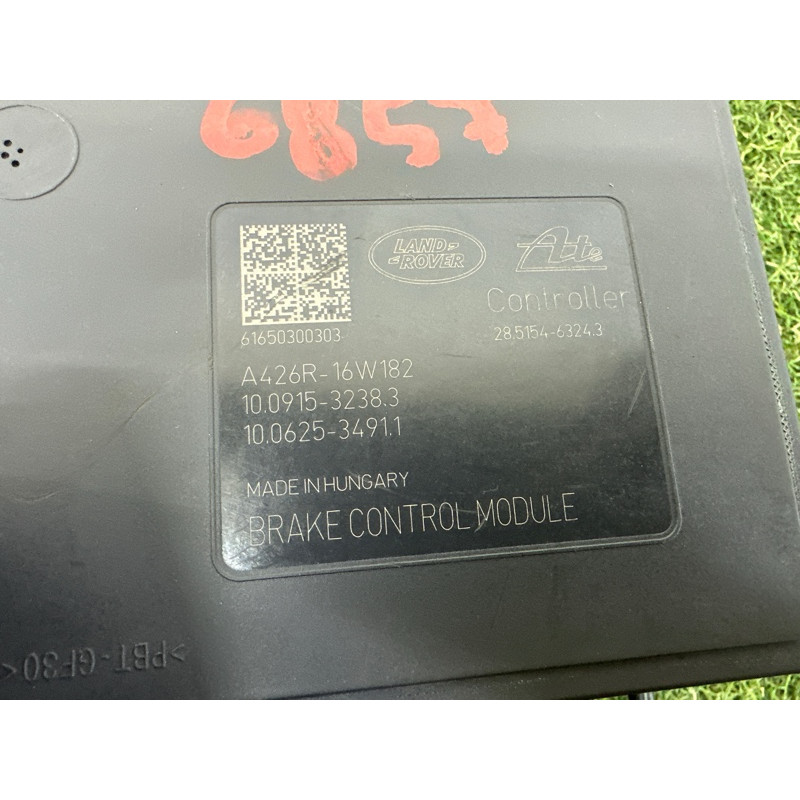 6857
LAND-
-ROVER
Ate
Controller
61650300303
28.5154-6324.3
A426R-16W182
10.0915-3238.3
10.0625-3491.1
MADE IN HUNGARY
BRAKE CONTROL MODULE
>PBT-GF30<